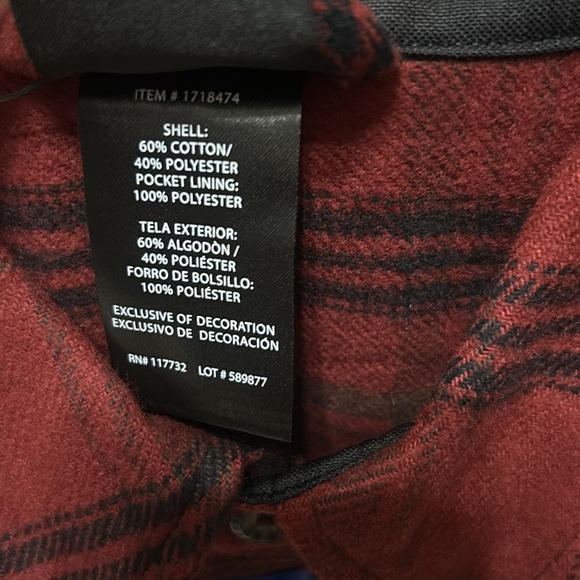 ITEM # 1718474
SHELL:
60% COTTON/
40% POLYESTER
POCKET LINING:
100% POLYESTER
TELA EXTERIOR:
60% ALGODÒN /
40% POLIÉSTER
FORRO DE BOLSILLO:
100% POLIÉSTER
EXCLUSIVE OF DECORATION
EXCLUSIVO DE DECORACIÓN
RN# 117732 LOT # 589877